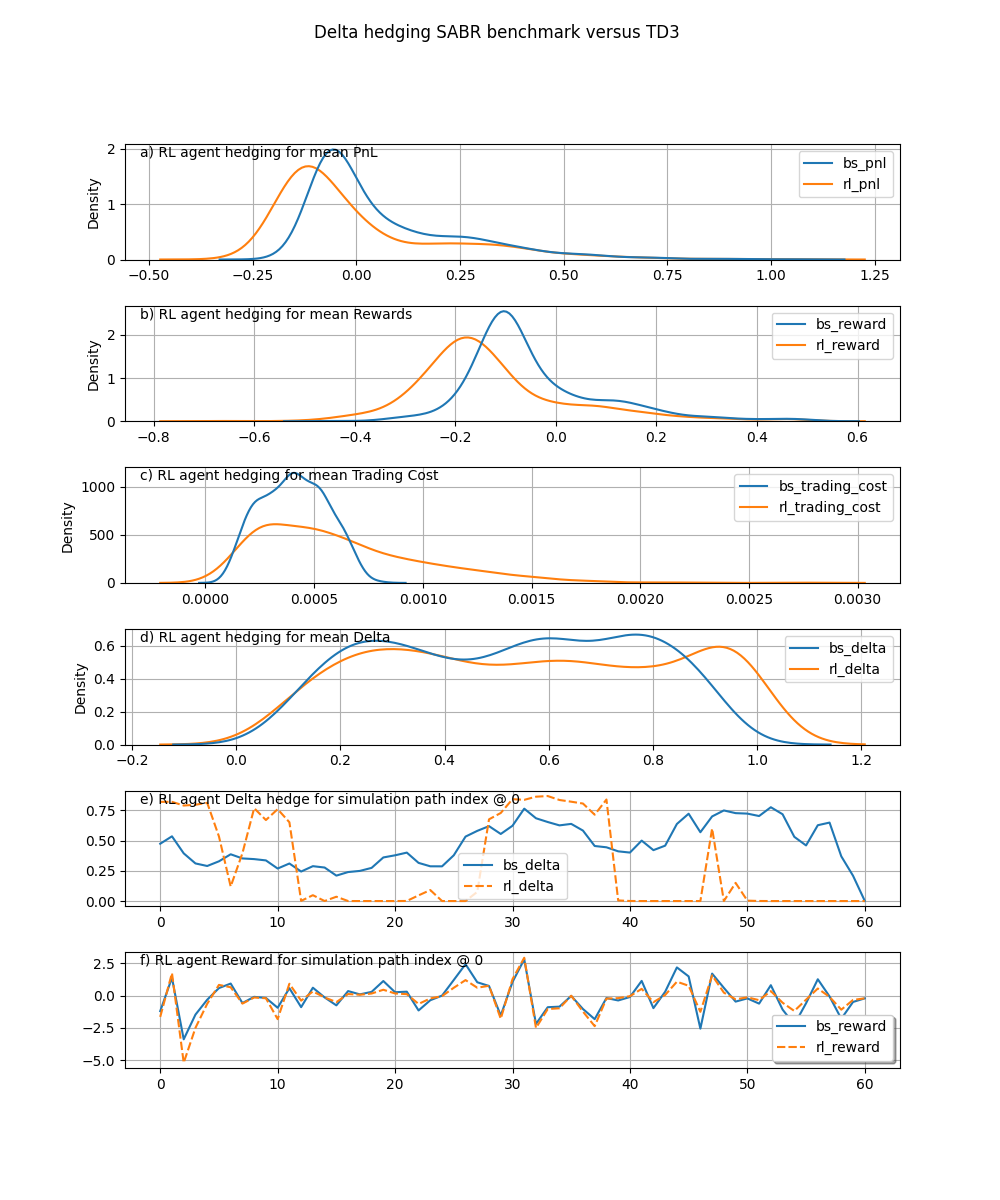 Delta hedging SABR benchmark versus TD3
a) RL agent hedging for mean PnL
bs_pnl
rl_pnl
Density
2
1
0
−0.50 −0.25 0.00 0.25 0.50 0.75 1.00 1.25
b) RL agent hedging for mean Rewards
bs_reward
rl_reward
Density
2
1
0
−0.8 −0.6 −0.4 −0.2 0.0 0.2 0.4 0.6
c) RL agent hedging for mean Trading Cost
bs_trading_cost
rl_trading_cost
Density
1000
500
0
0.0000 0.0005 0.0010 0.0015 0.0020 0.0025 0.0030
d) RL agent hedging for mean Delta
bs_delta
rl_delta
Density
0.6
0.4
0.2
0.0
−0.2 0.0 0.2 0.4 0.6 0.8 1.0 1.2
e) RL agent Delta hedge for simulation path index @ 0
0.75
0.50
0.25
0.00
bs_delta
rl_delta
0 10 20 30 40 50 60
f) RL agent Reward for simulation path index @ 0
2.5
0.0
−2.5
−5.0
bs_reward
rl_reward
0 10 20 30 40 50 60